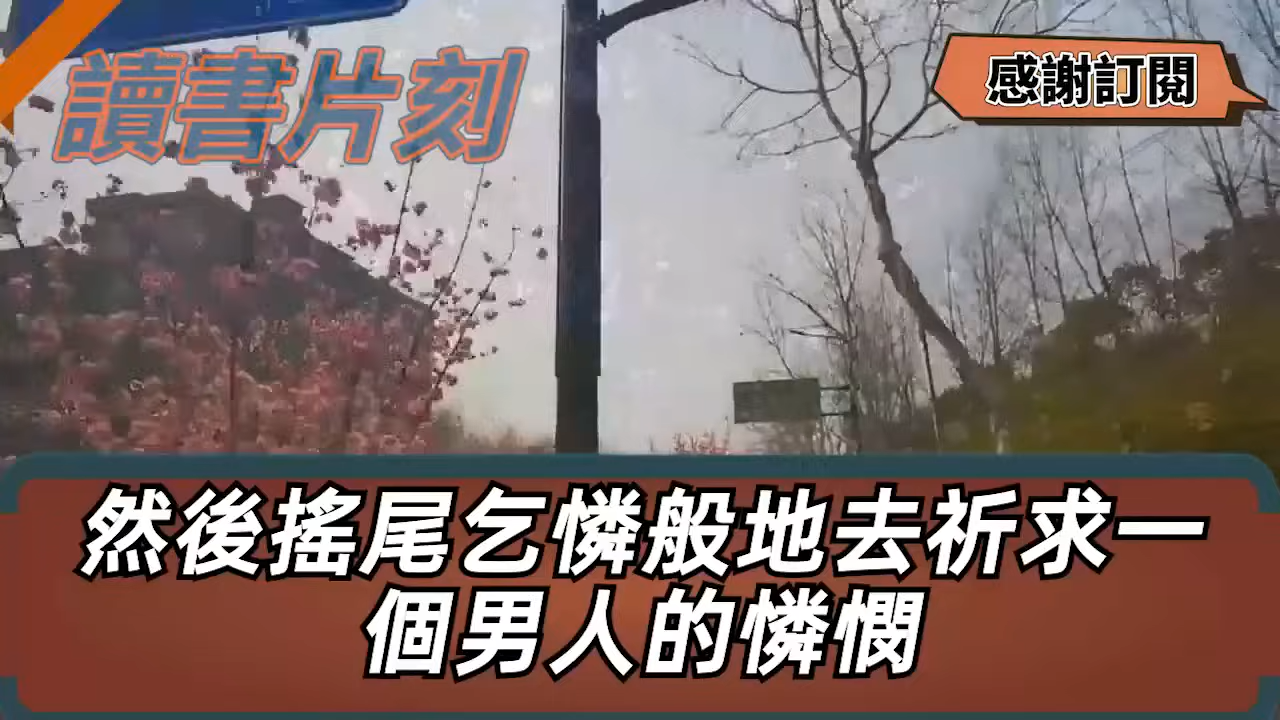 讀書片刻
感謝訂閱
然後搖尾乞憐般地去祈求一
個男人的憐憫